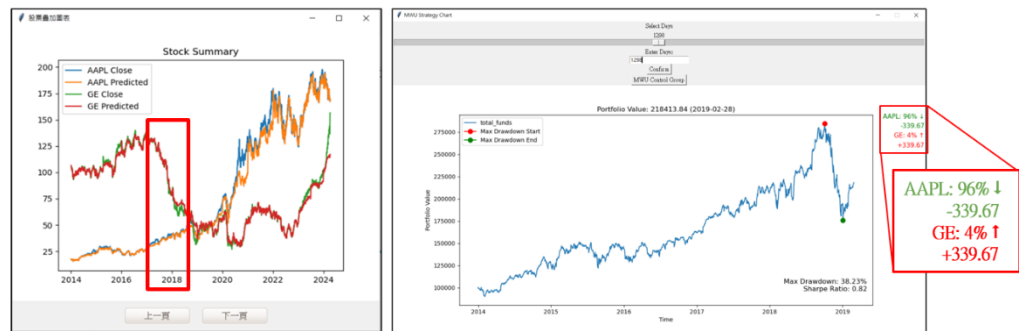 股票疊加圖表
Stock Summary
AAPL Close
AAPL Predicted
GE Close
GE Predicted
200
175
150
125
100
75
50
25
2014
2016
2018
2020
2022
2024
上一頁
下一頁
MWU Strategy Chart
Select Days
1200
Enter Days:
1200
Confirm
MWU Control Group
Portfolio Value: 218413.84 (2019-02-28)
total_funds
Max Drawdown Start
Max Drawdown End
275000
250000
225000
200000
175000
150000
125000
100000
Portfolio Value
2014
2015
2016
2017
2018
2019
Time
Max Drawdown: 38.23%
Sharpe Ratio: 0.82
AAPL: 96% ↓
-339.67
GE: 4% ↑
+339.67
AAPL: 96% ↓
-339.67
GE: 4% ↑
+339.67